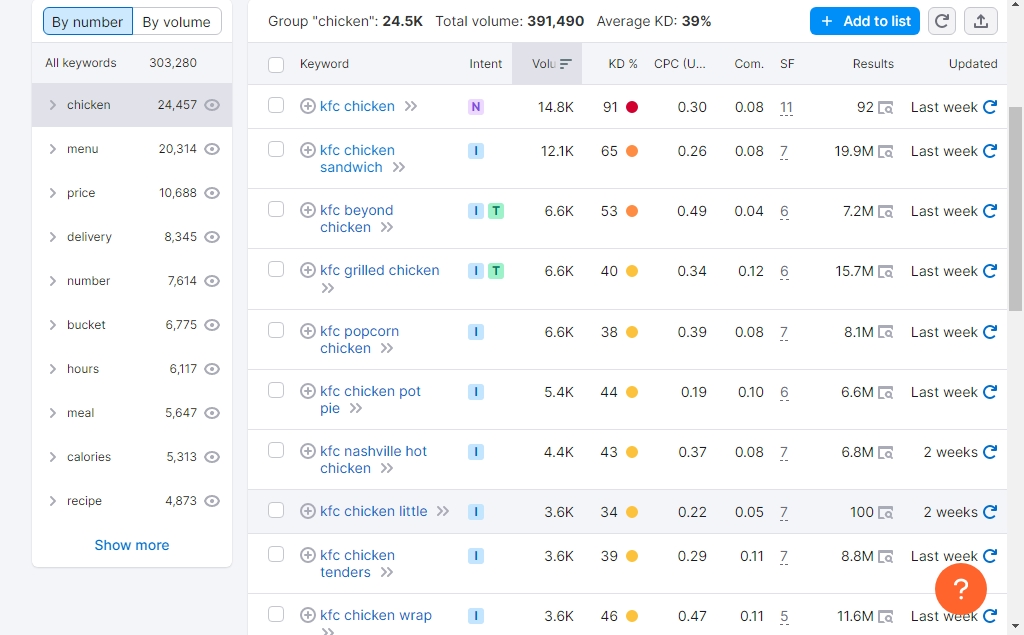 By number By volume
Group "chicken": 24.5K Total volume: 391,490 Average KD: 39%
+ Add to list
All keywords 303,280
chicken 24,457
menu 20,314
price 10,688
delivery 8,345
number 7,614
bucket 6,775
hours 6,117
meal 5,647
calories 5,313
recipe 4,873
Show more
Keyword Intent Volu KD % CPC (U... Com. SF Results Updated
kfc chicken N 14.8K 91 0.30 0.08 11 92 Last week
kfc chicken
sandwich I 12.1K 65 0.26 0.08 7 19.9M Last week
kfc beyond
chicken I T 6.6K 53 0.49 0.04 6 7.2M Last week
kfc grilled chicken I T 6.6K 40 0.34 0.12 6 15.7M Last week
kfc popcorn
chicken I 6.6K 38 0.39 0.08 7 8.1M Last week
kfc chicken pot
pie I 5.4K 44 0.19 0.10 6 6.6M Last week
kfc nashville hot
chicken I 4.4K 43 0.37 0.08 7 6.8M 2 weeks
kfc chicken little I 3.6K 34 0.22 0.05 7 100 2 weeks
kfc chicken
tenders I 3.6K 39 0.29 0.11 7 8.8M Last week
kfc chicken wrap I 3.6K 46 0.47 0.11 5 11.6M Last week
?